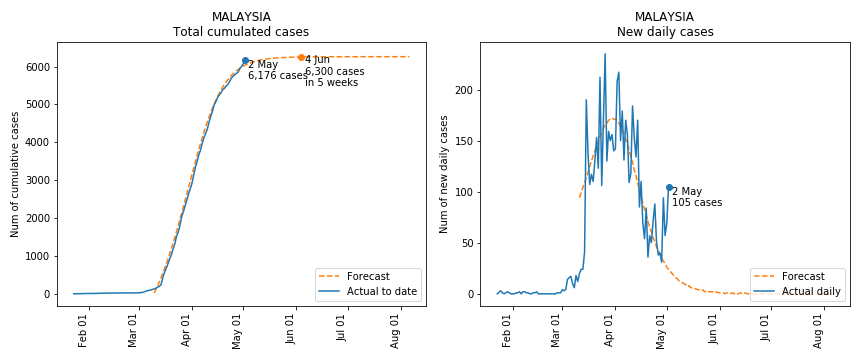 MALAYSIA
Total cumulated cases
Num of cumulative cases
6000
5000
4000
3000
2000
1000
0
Feb 01
Mar 01
Apr 01
May 01
Jun 01
Jul 01
Aug 01
2 May
6,176 cases
4 Jun
6,300 cases
in 5 weeks
Forecast
Actual to date
MALAYSIA
New daily cases
Num of new daily cases
200
150
100
50
0
Feb 01
Mar 01
Apr 01
May 01
Jun 01
Jul 01
Aug 01
2 May
105 cases
Forecast
Actual daily